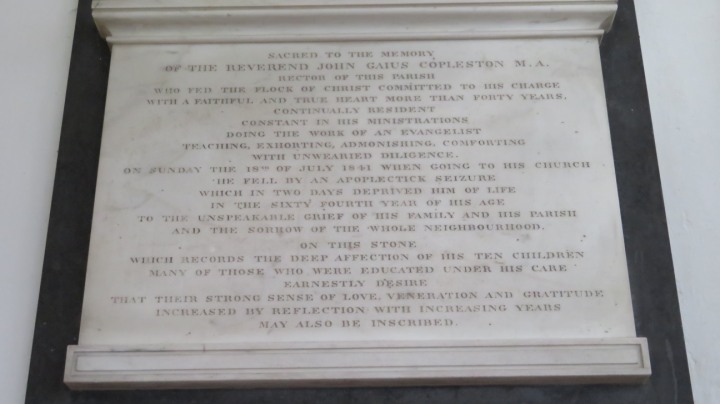 SACRED TO THE MEMORY
OF THE REVEREND JOHN GAIUS COPLESTON M.A.
RECTOR OF THIS PARISH
WHO FED THE FLOCK OF CHRIST COMMITTED TO HIS CHARGE
WITH A FAITHFUL AND TRUE HEART MORE THAN FORTY YEARS,
CONTINUALLY RESIDENT
CONSTANT IN HIS MINISTRATIONS
DOING THE WORK OF AN EVANGELIST
TEACHING, EXHORTING, ADMONISHING, COMFORTING
WITH UNWEARIED DILIGENCE.
ON SUNDAY THE 18TH OF JULY 1841 WHEN GOING TO HIS CHURCH
HE FELL BY AN APOPLECTICK SEIZURE
WHICH IN TWO DAYS DEPRIVED HIM OF LIFE
IN THE SIXTY FOURTH YEAR OF HIS AGE
TO THE UNSPEAKABLE GRIEF OF HIS FAMILY AND HIS PARISH
AND THE SORROW OF THE WHOLE NEIGHBOURHOOD.
ON THIS STONE
WHICH RECORDS THE DEEP AFFECTION OF HIS TEN CHILDREN
MANY OF THOSE WHO WERE EDUCATED UNDER HIS CARE
EARNESTLY DESIRE
THAT THEIR STRONG SENSE OF LOVE, VENERATION AND GRATITUDE
INCREASED BY REFLECTION WITH INCREASING YEARS
MAY ALSO BE INSCRIBED.